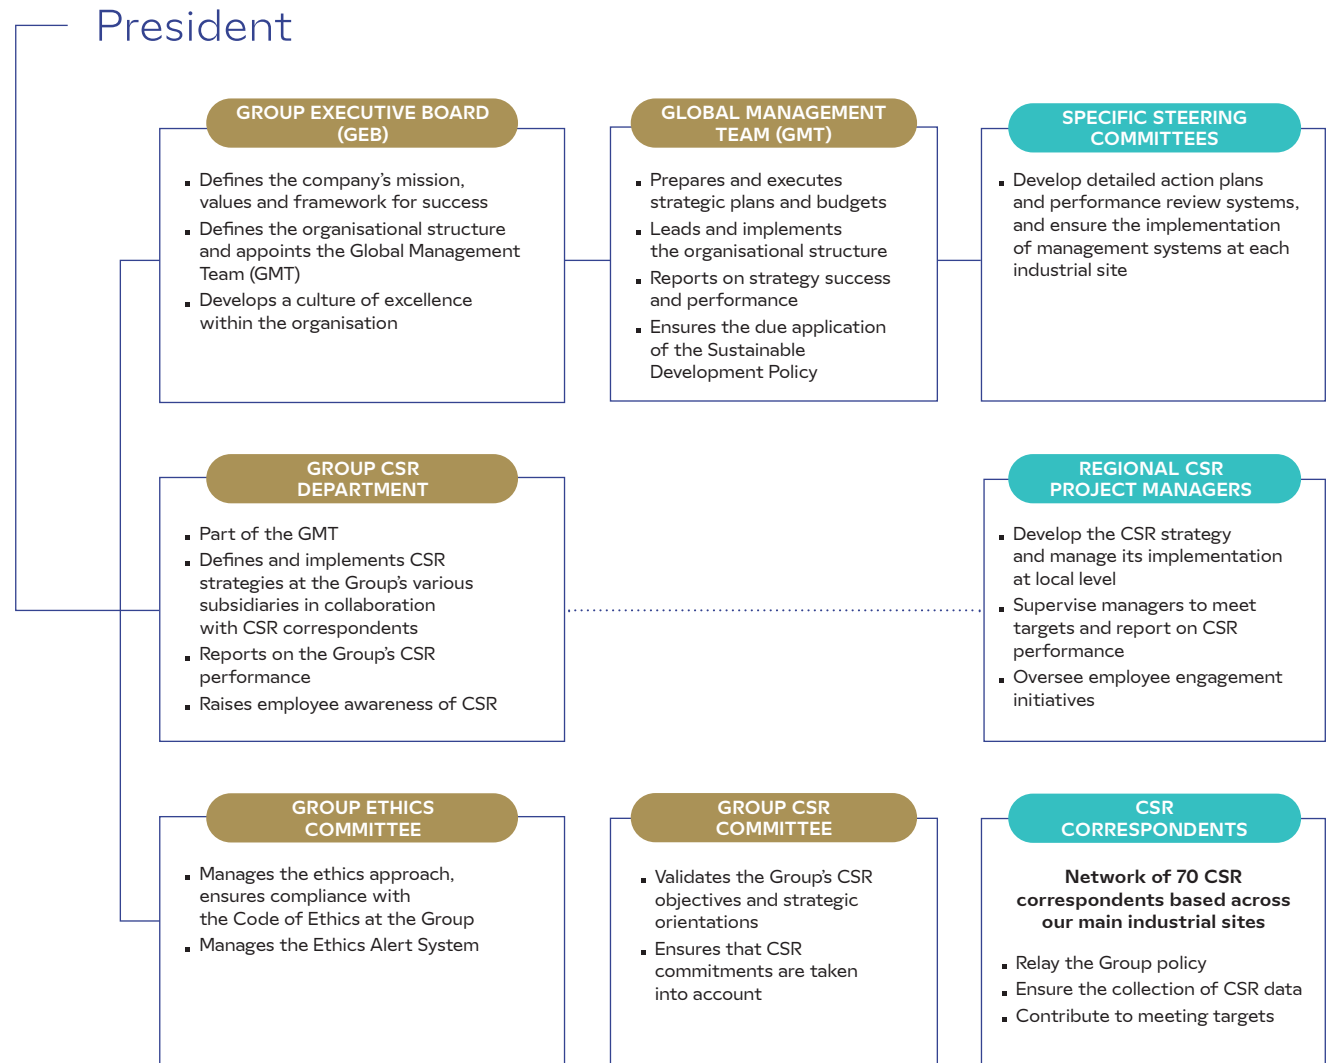 President
GROUP EXECUTIVE BOARD
(GEB)
Defines the company's mission,
values and framework for success
Defines the organisational structure
and appoints the Global Management
Team (GMT)
Develops a culture of excellence
within the organisation
GLOBAL MANAGEMENT
TEAM (GMT)
Prepares and executes
strategic plans and budgets
Leads and implements
the organisational structure
Reports on strategy success
and performance
Ensures the due application
of the Sustainable
Development Policy
SPECIFIC STEERING
COMMITTEES
Develop detailed action plans
and performance review systems,
and ensure the implementation
of management systems at each
industrial site
GROUP CSR
DEPARTMENT
Part of the GMT
Defines and implements CSR
strategies at the Group's various
subsidiaries in collaboration
with CSR correspondents
Reports on the Group's CSR
performance
Raises employee awareness of CSR
REGIONAL CSR
PROJECT MANAGERS
Develop the CSR strategy
and manage its implementation
at local level
Supervise managers to meet
targets and report on CSR
performance
Oversee employee engagement
initiatives
GROUP ETHICS
COMMITTEE
Manages the ethics approach,
ensures compliance with
the Code of Ethics at the Group
Manages the Ethics Alert System
GROUP CSR
COMMITTEE
Validates the Group's CSR
objectives and strategic
orientations
Ensures that CSR
commitments are taken
into account
CSR
CORRESPONDENTS
Network of 70 CSR
correspondents based across
our main industrial sites
Relay the Group policy
Ensure the collection of CSR data
Contribute to meeting targets